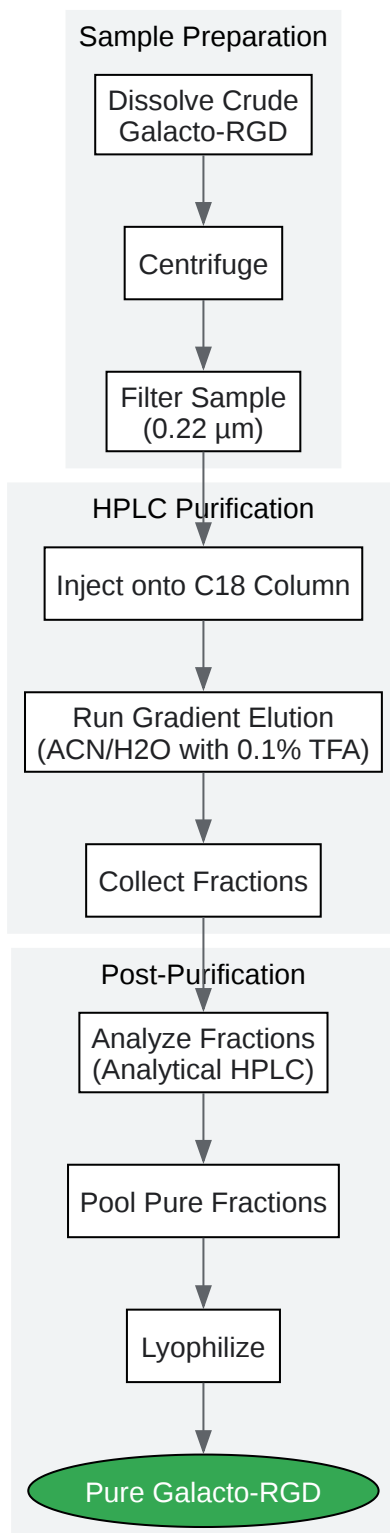 Sample Preparation
Dissolve Crude
Galacto-RGD
Centrifuge
Filter Sample
(0.22 µm)
HPLC Purification
Inject onto C18 Column
Run Gradient Elution
(ACN/H2O with 0.1% TFA)
Collect Fractions
Post-Purification
Analyze Fractions
(Analytical HPLC)
Pool Pure Fractions
Lyophilize
Pure Galacto-RGD